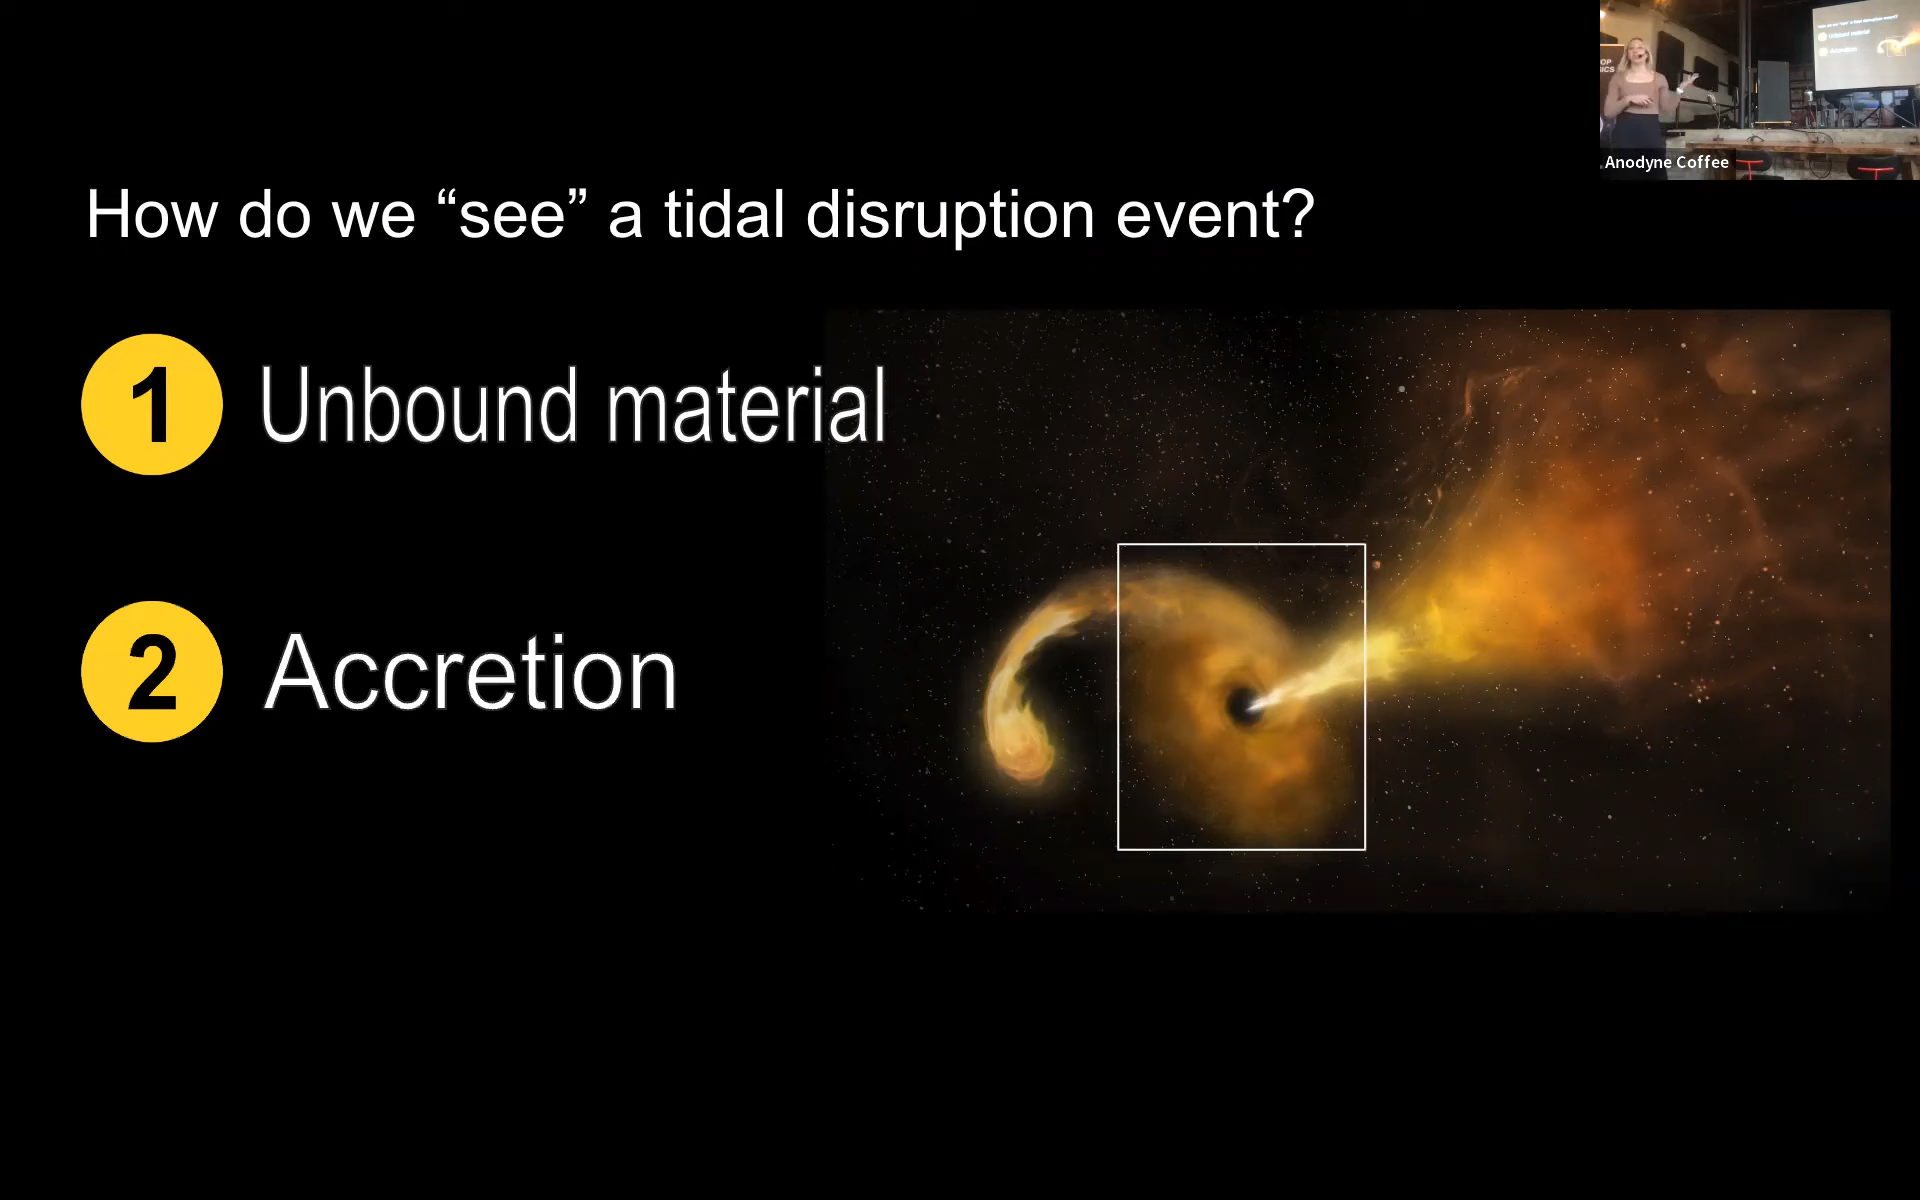 How do we “see” a tidal disruption event?
1 Unbound material
2 Accretion
Anodyne Coffee